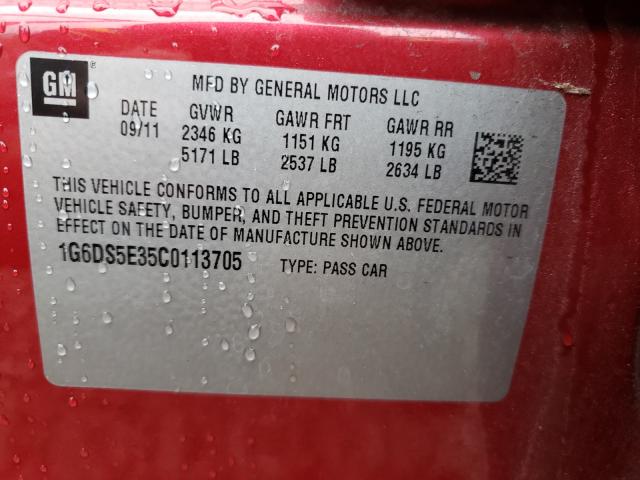 GM
MFD BY GENERAL MOTORS LLC
DATE GVWR GAWR FRT GAWR RR
09/11 2346 KG 1151 KG 1195 KG
5171 LB 2537 LB 2634 LB
THIS VEHICLE CONFORMS TO ALL APPLICABLE U.S. FEDERAL MOTOR
VEHICLE SAFETY, BUMPER, AND THEFT PREVENTION STANDARDS IN
EFFECT ON THE DATE OF MANUFACTURE SHOWN ABOVE.
1G6DS5E35C0113705 TYPE: PASS CAR